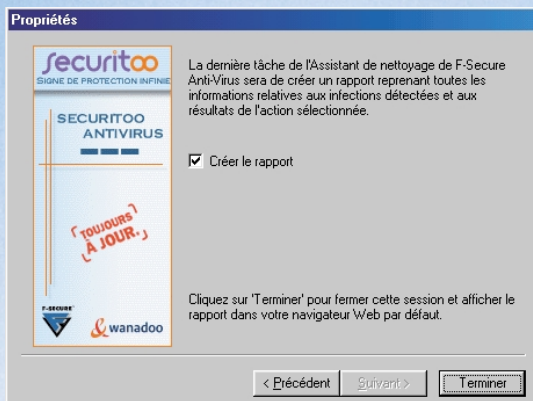 Propriétés
securitoo
SIGNE DE PROTECTION INFINIE
SECURITOO
ANTIVIRUS
TOUJOURS
À JOUR.
F-SECURE
& wanadoo
La dernière tâche de l'Assistant de nettoyage de F-Secure
Anti-Virus sera de créer un rapport reprenant toutes les
informations relatives aux infections détectées et aux
résultats de l'action sélectionnée.
Créer le rapport
Cliquez sur 'Terminer' pour fermer cette session et afficher le
rapport dans votre navigateur Web par défaut.
< Précédent
Suivant >
Terminer